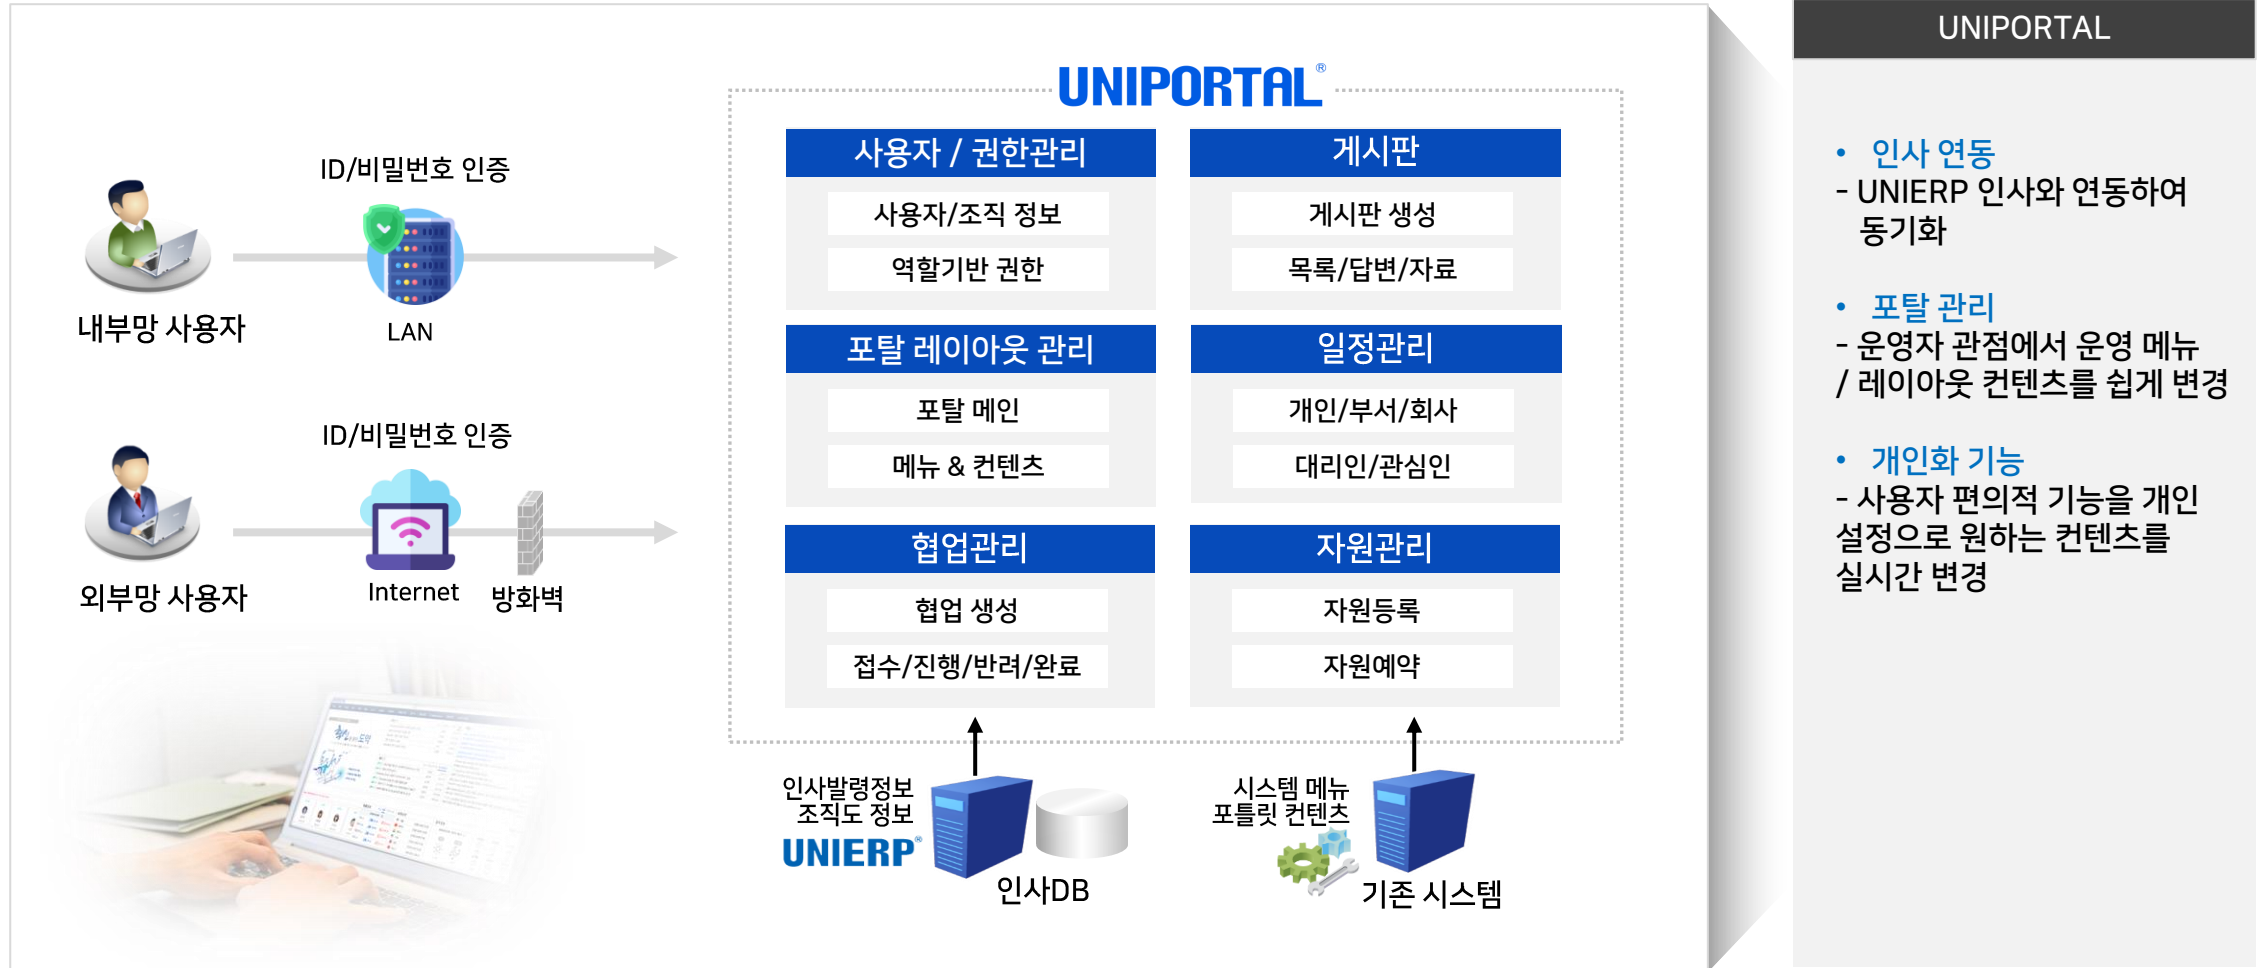 UNIPORTAL®
ID/비밀번호 인증
내부망 사용자
LAN
ID/비밀번호 인증
외부망 사용자
Internet
방화벽
사용자 / 권한관리
사용자/조직 정보
역할기반 권한
게시판
게시판 생성
목록/답변/자료
포탈 레이아웃 관리
포탈 메인
메뉴 & 컨텐츠
일정관리
개인/부서/회사
대리인/관심인
협업관리
협업 생성
접수/진행/반려/완료
자원관리
자원등록
자원예약
인사발령정보
조직도 정보
UNIERP®
인사DB
시스템 메뉴
포틀릿 컨텐츠
기존 시스템
UNIPORTAL
• 인사 연동
- UNIERP 인사와 연동하여
동기화
• 포탈 관리
- 운영자 관점에서 운영 메뉴
/ 레이아웃 컨텐츠를 쉽게 변경
• 개인화 기능
- 사용자 편의적 기능을 개인
설정으로 원하는 컨텐츠를
실시간 변경